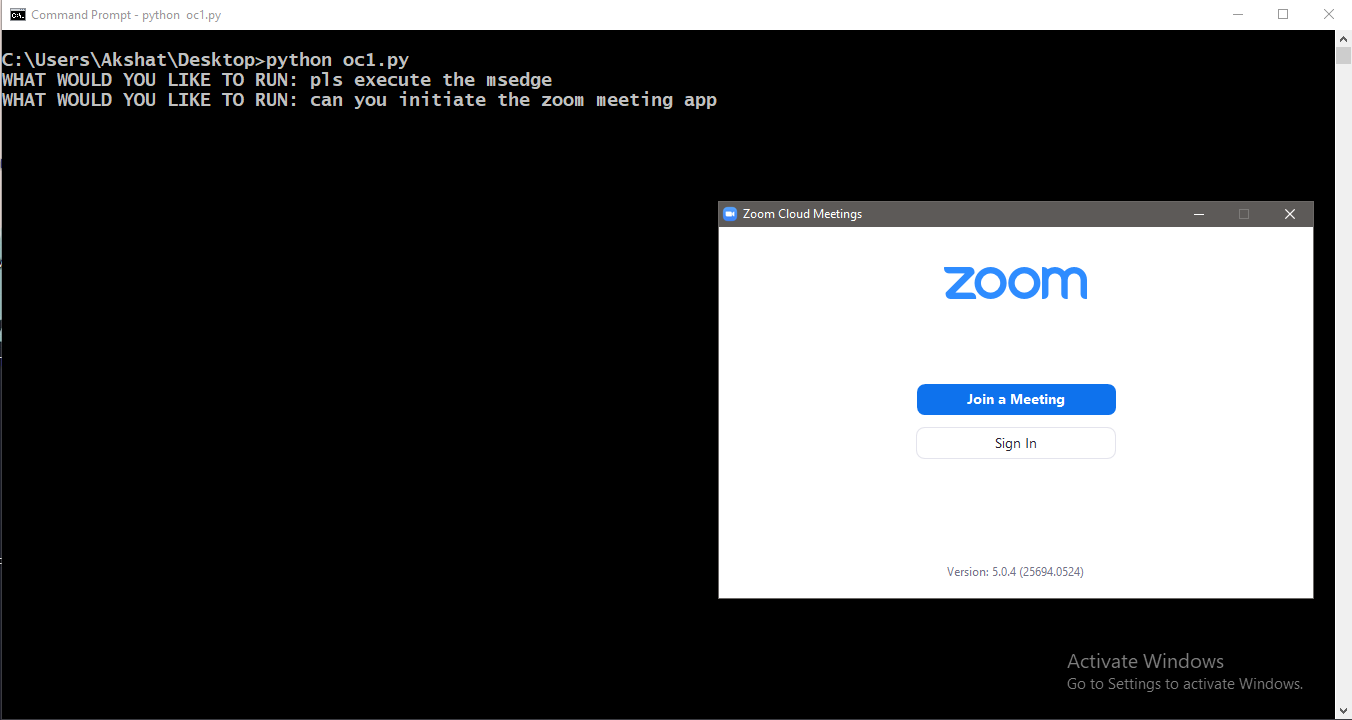 Command Prompt - python  oc1.py
C:\Users\Akshat\Desktop>python oc1.py
WHAT WOULD YOU LIKE TO RUN: pls execute the msedge
WHAT WOULD YOU LIKE TO RUN: can you initiate the zoom meeting app
Zoom Cloud Meetings
zoom
Join a Meeting
Sign In
Version: 5.0.4 (25694.0524)
Activate Windows
Go to Settings to activate Windows.